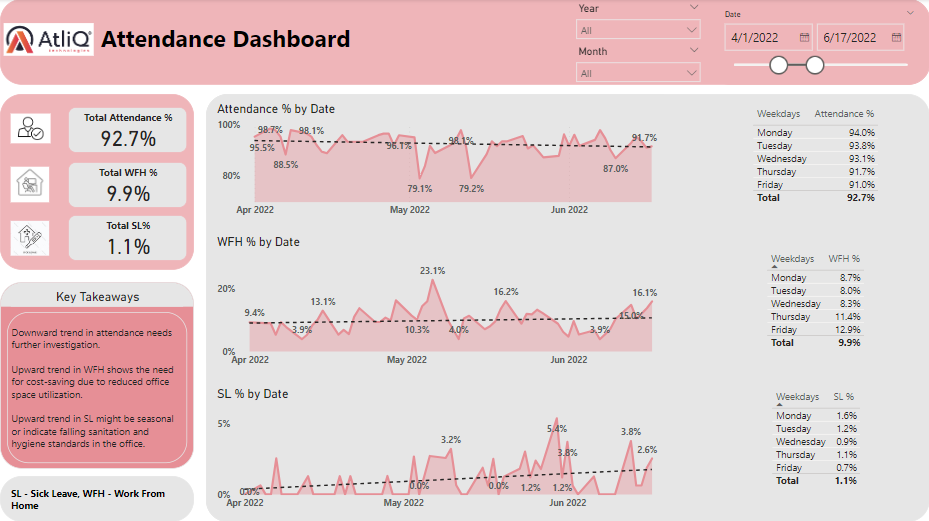 AtliQ
technologies
Attendance Dashboard
Year
All
Month
All
Date
4/1/2022
6/17/2022
Total Attendance %
92.7%
Total WFH %
9.9%
Total SL%
1.1%
Key Takeaways
Downward trend in attendance needs
further investigation.
Upward trend in WFH shows the need
for cost-saving due to reduced office
space utilization.
Upward trend in SL might be seasonal
or indicate falling sanitation and
hygiene standards in the office.
SL - Sick Leave, WFH - Work From
Home
Attendance % by Date
100%
80%
98.7%
98.1%
95.5%
88.5%
96.1%
98.1%
91.7%
79.1%
79.2%
87.0%
Apr 2022
May 2022
Jun 2022
Weekdays Attendance %
Monday 94.0%
Tuesday 93.8%
Wednesday 93.1%
Thursday 91.7%
Friday 91.0%
Total 92.7%
WFH % by Date
20%
0%
9.4%
3.9%
13.1%
10.3%
23.1%
4.0%
16.2%
3.9%
15.0%
16.1%
Apr 2022
May 2022
Jun 2022
Weekdays WFH %
Monday 8.7%
Tuesday 8.0%
Wednesday 8.3%
Thursday 11.4%
Friday 12.9%
Total 9.9%
SL % by Date
5%
0%
0.0%
0.0%
3.2%
0.0%
1.2%
5.4%
1.2%
3.8%
3.8%
2.6%
Apr 2022
May 2022
Jun 2022
Weekdays SL %
Monday 1.6%
Tuesday 1.2%
Wednesday 0.9%
Thursday 1.1%
Friday 0.7%
Total 1.1%